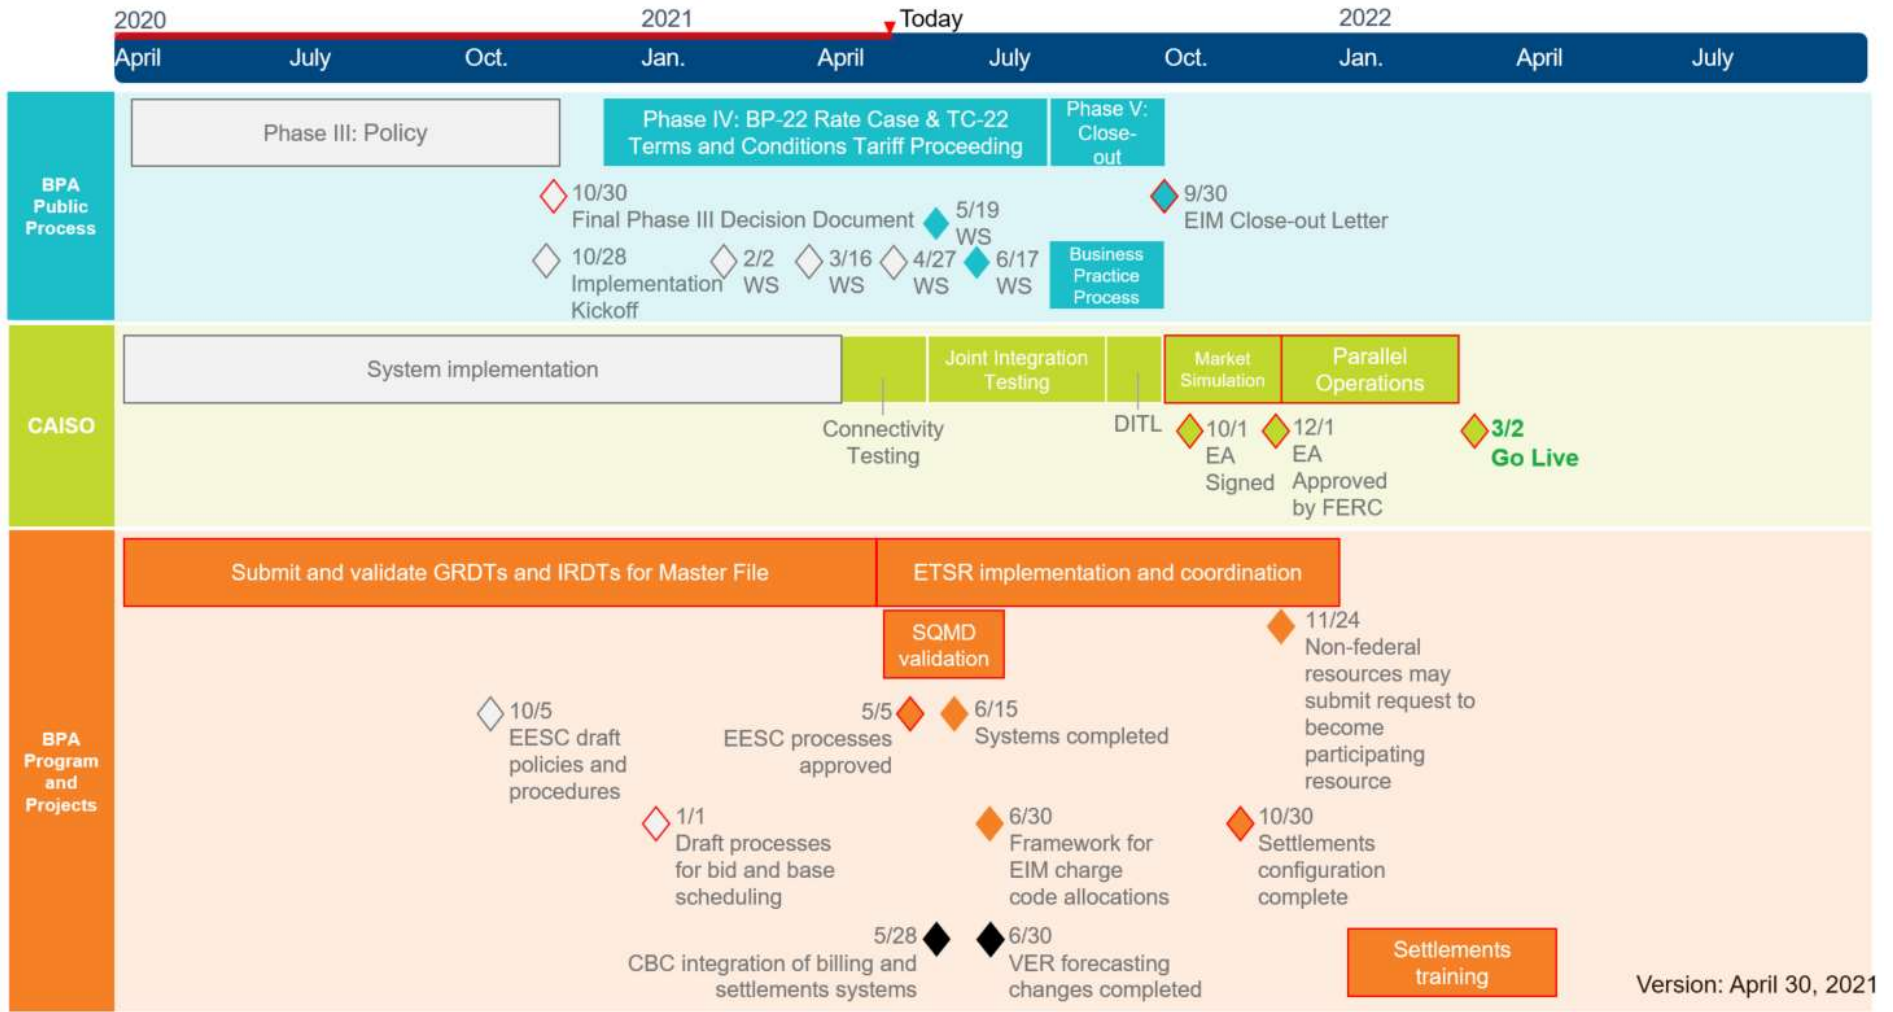 2020
2021
Today
2022
April
July
Oct.
Jan.
April
July
Oct.
Jan.
April
July
BPA
Public
Process
Phase III: Policy
Phase IV: BP-22 Rate Case & TC-22
Terms and Conditions Tariff Proceeding
Phase V:
Close-
out
10/30
Final Phase III Decision Document
5/19
WS
9/30
EIM Close-out Letter
10/28
Implementation
Kickoff
2/2
WS
3/16
WS
4/27
WS
6/17
WS
Business
Practice
Process
CAISO
System implementation
Connectivity
Testing
Joint Integration
Testing
DITL
Market
Simulation
Parallel
Operations
10/1
EA
Signed
12/1
EA
Approved
by FERC
3/2
Go Live
BPA
Program
and
Projects
Submit and validate GRDTs and IRDTs for Master File
ETSR implementation and coordination
SQMD
validation
11/24
Non-federal
resources may
submit request to
become
participating
resource
10/5
EESC draft
policies and
procedures
5/5
EESC processes
approved
6/15
Systems completed
1/1
Draft processes
for bid and base
scheduling
6/30
Framework for
EIM charge
code allocations
10/30
Settlements
configuration
complete
5/28
CBC integration of billing and
settlements systems
6/30
VER forecasting
changes completed
Settlements
training
Version: April 30, 2021